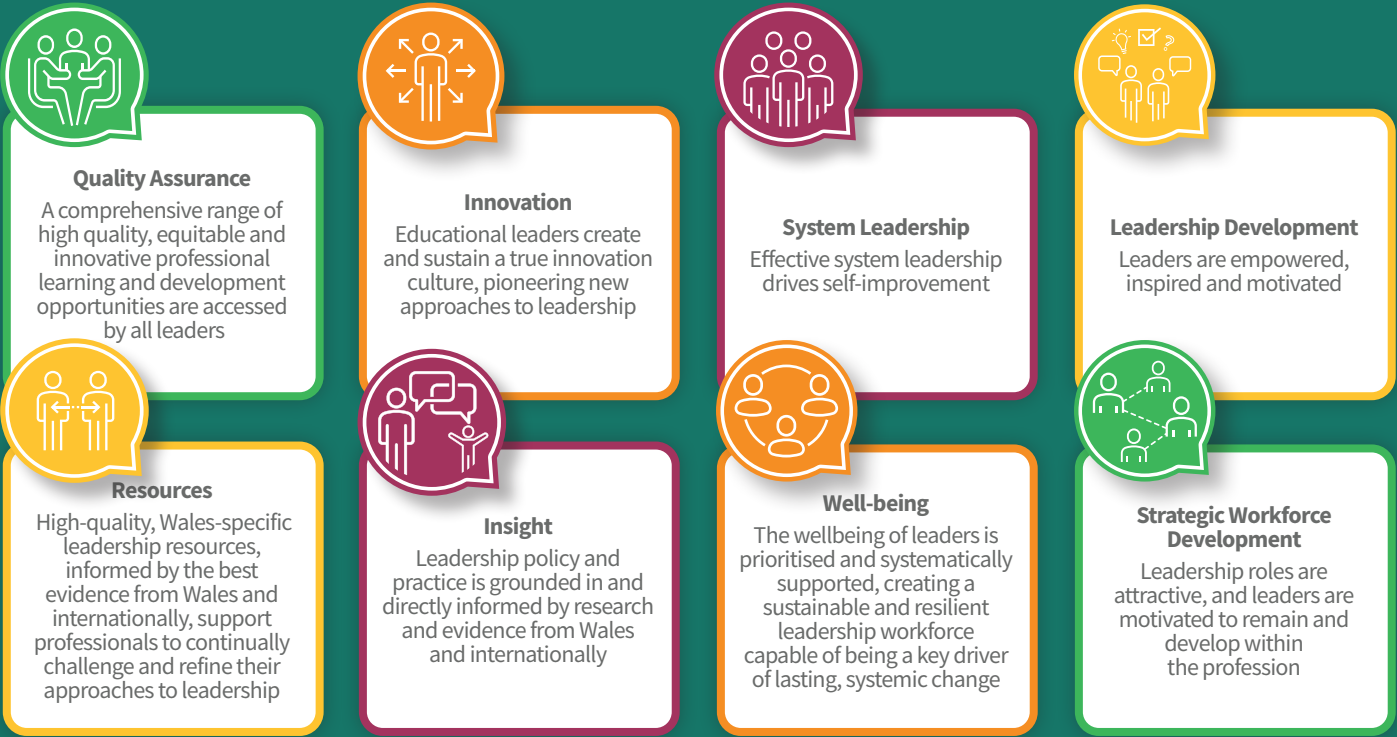 Quality Assurance
A comprehensive range of
high quality, equitable and
innovative professional
learning and development
opportunities are accessed
by all leaders
Innovation
Educational leaders create
and sustain a true innovation
culture, pioneering new
approaches to leadership
System Leadership
Effective system leadership
drives self-improvement
Leadership Development
Leaders are empowered,
inspired and motivated
Resources
High-quality, Wales-specific
leadership resources,
informed by the best
evidence from Wales and
internationally, support
professionals to continually
challenge and refine their
approaches to leadership
Insight
Leadership policy and
practice is grounded in and
directly informed by research
and evidence from Wales
and internationally
Well-being
The wellbeing of leaders is
prioritised and systematically
supported, creating a
sustainable and resilient
leadership workforce
capable of being a key driver
of lasting, systemic change
Strategic Workforce
Development
Leadership roles are
attractive, and leaders are
motivated to remain and
develop within
the profession